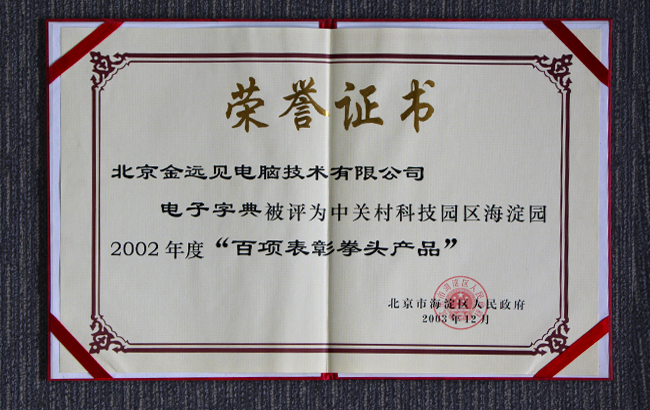 荣誉证书
北京金远见电脑技术有限公司
电子字典被评为中关村科技园区海淀园
2002年度“百项表彰拳头产品”
北京市海淀区人民政府
2003年12月